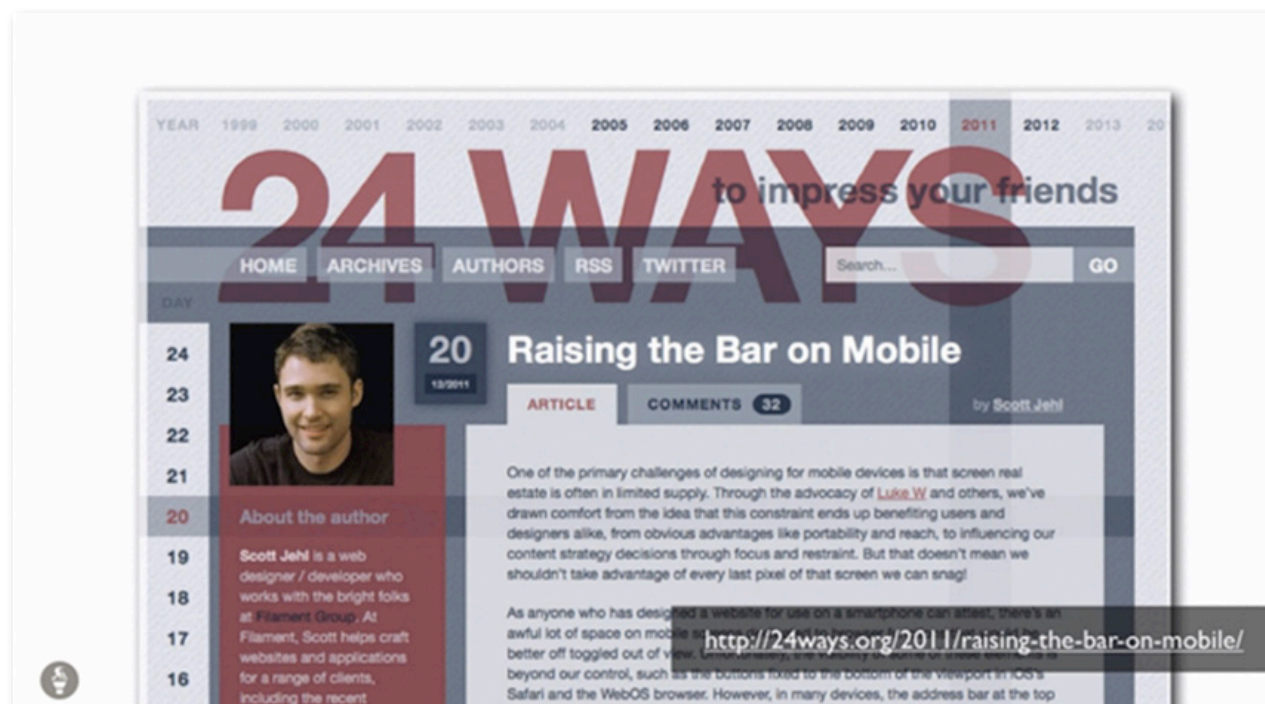 YEAR 1999 2000 2001 2002 2003 2004 2005 2006 2007 2008 2009 2010 2011 2012 2013 20
24 WAYS
to impress your friends
HOME ARCHIVES AUTHORS RSS TWITTER Search... GO
DAY
24
23
22
21
20
19
18
17
16
20
12/2011
Raising the Bar on Mobile
ARTICLE COMMENTS 32
by Scott Jehl
About the author
Scott Jehl is a web
designer / developer who
works with the bright folks
at Filament Group. At
Filament, Scott helps craft
websites and applications
for a range of clients,
including the recent
One of the primary challenges of designing for mobile devices is that screen real
estate is often in limited supply. Through the advocacy of Luke W and others, we've
drawn comfort from the idea that this constraint ends up benefiting users and
designers alike, from obvious advantages like portability and reach, to influencing our
content strategy decisions through focus and restraint. But that doesn't mean we
shouldn't take advantage of every last pixel of that screen we can snag!
As anyone who has designed a website for use on a smartphone can attest, there's an
awful lot of space on mobile
better off toggled out of view.
beyond our control, such as the buttons fixed to the bottom of the viewport in iOS's
Safari and the WebOS browser. However, in many devices, the address bar at the top
http://24ways.org/2011/raising-the-bar-on-mobile/